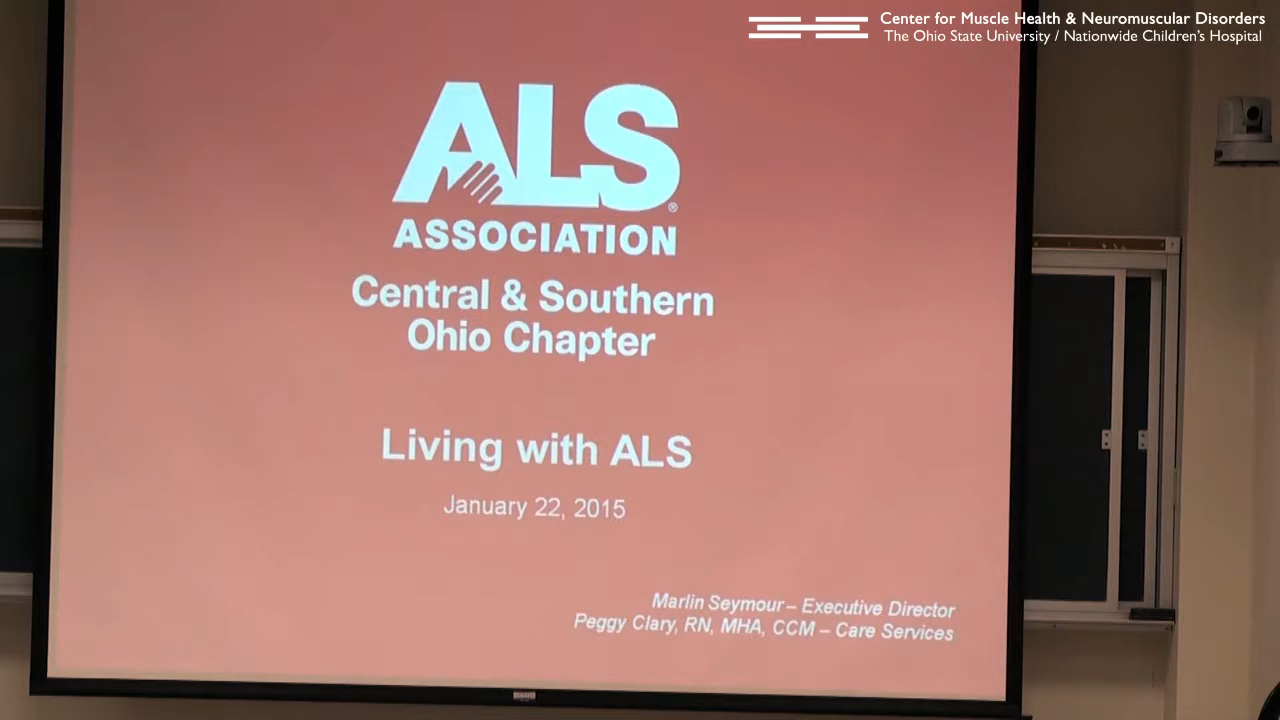 Center for Muscle Health & Neuromuscular Disorders
The Ohio State University / Nationwide Children's Hospital
ALS
®
ASSOCIATION
Central & Southern
Ohio Chapter
Living with ALS
January 22, 2015
Marlin Seymour – Executive Director
Peggy Clary, RN, MHA, CCM – Care Services